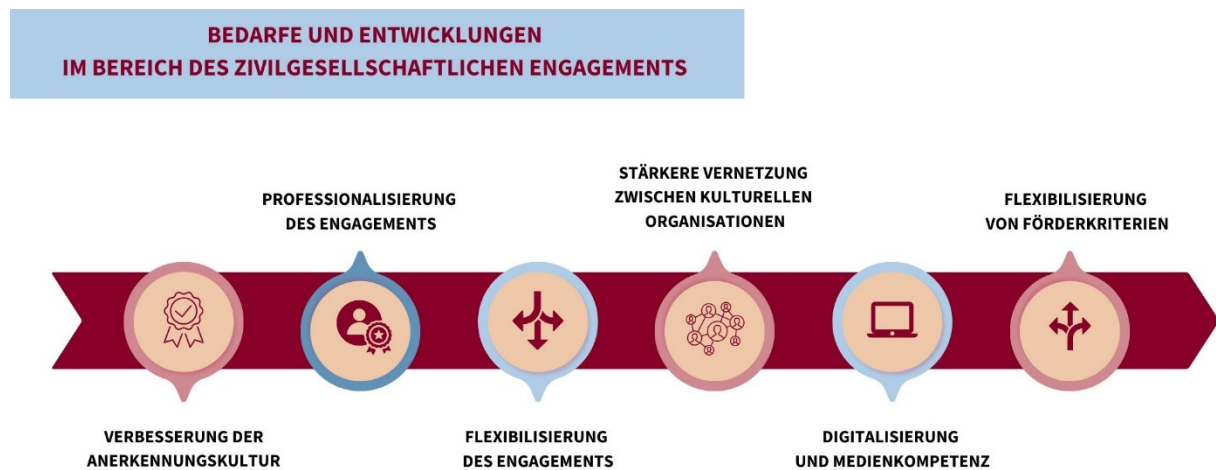 BEDARFE UND ENTWICKLUNGEN
IM BEREICH DES ZIVILGESELLSCHAFTLICHEN ENGAGEMENTS
VERBESSERUNG DER
ANERKENNUNGSKULTUR
PROFESSIONALISIERUNG
DES ENGAGEMENTS
FLEXIBILISIERUNG
DES ENGAGEMENTS
STÄRKERE VERNETZUNG
ZWISCHEN KULTURELLEN
ORGANISATIONEN
DIGITALISIERUNG
UND MEDIENKOMPETENZ
FLEXIBILISIERUNG
VON FÖRDERKRITERIEN